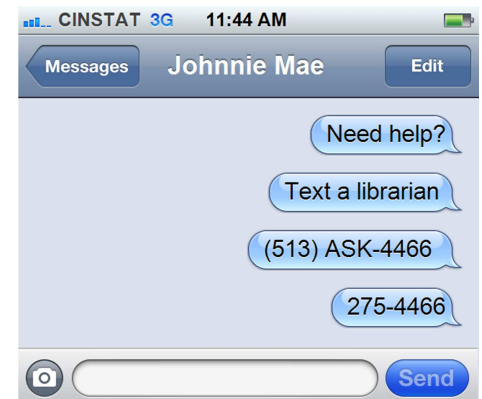 CINSTAT 3G 11:44 AM
Messages Johnnie Mae Edit
Need help?
Text a librarian
(513) ASK-4466
275-4466
Send